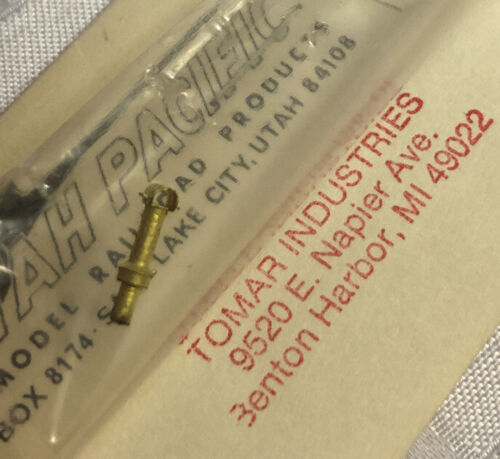 TAH PACIFIC
MODEL RAILROAD PRODUCTS
BOX 8174 · SALT LAKE CITY, UTAH 84108
TOMAR INDUSTRIES
9520 E. Napier Ave.
Benton Harbor, MI 49022